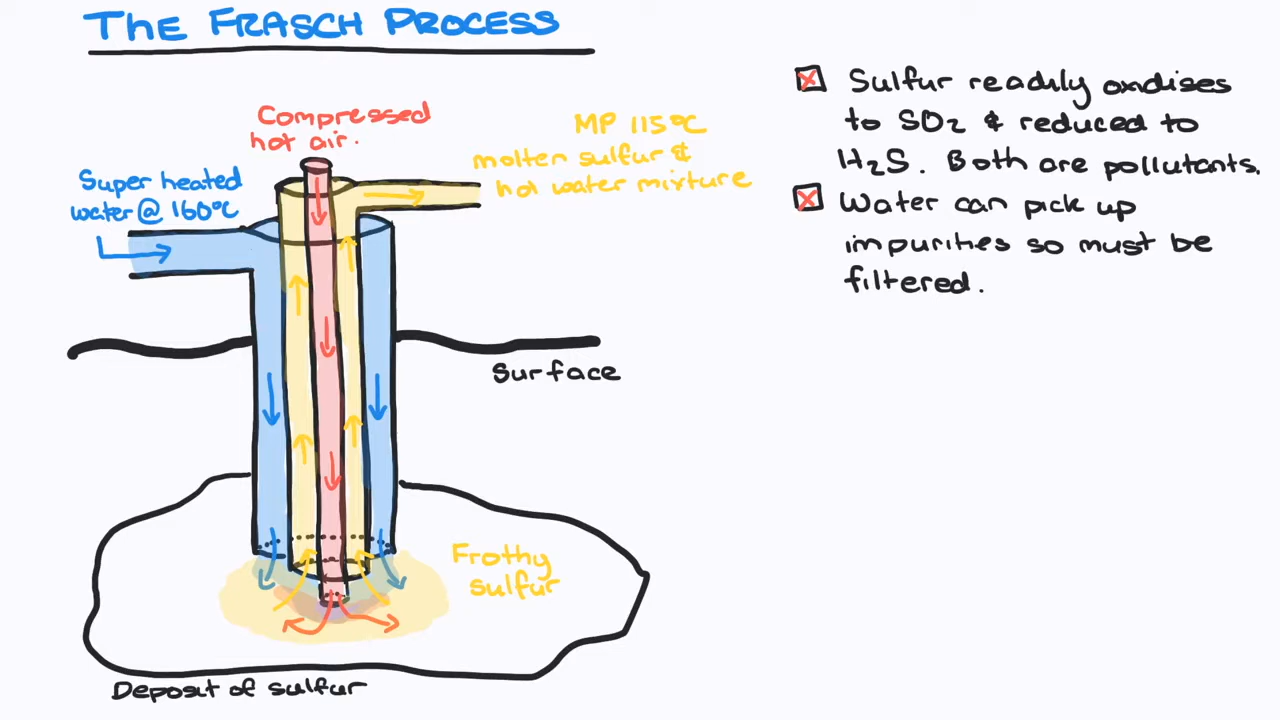 THE FRASCH PROCESS
Compressed
hot air.
MP 115°C
molten sulfur &
hot water mixture
Super heated
water @ 160°C
Surface
Frothy
sulfur
Deposit of sulfur
Sulfur readily oxidises
to SO2 & reduced to
H2S. Both are pollutants.
Water can pick up
impurities so must be
filtered.